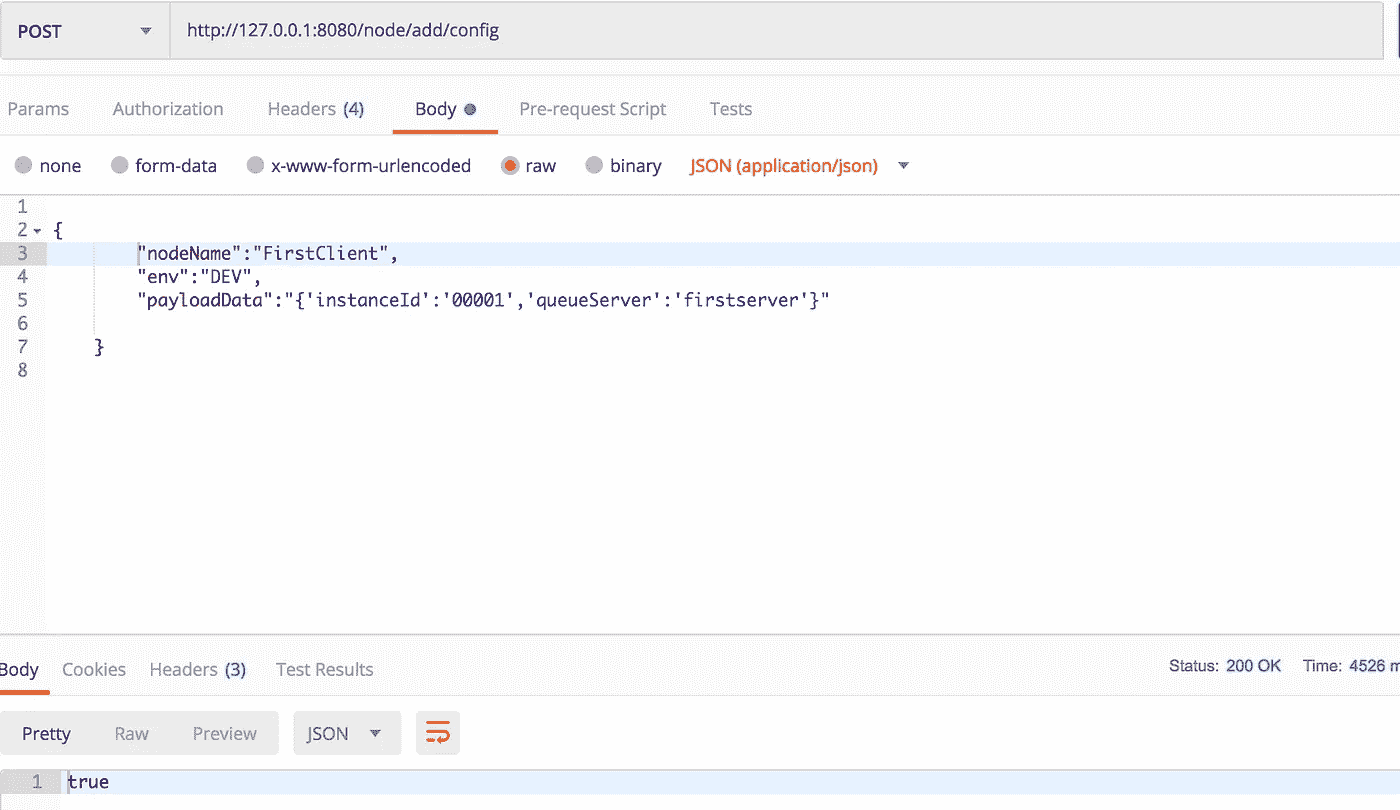 POST http://127.0.0.1:8080/node/add/config
Params Authorization Headers (4) Body Pre-request Script Tests
none form-data x-www-form-urlencoded raw binary JSON (application/json)
1
2 {
3 "nodeName":"FirstClient",
4 "env":"DEV",
5 "payloadData":"{'instanceId':'00001','queueServer':'firstserver'}"
6
7 }
8
Body Cookies Headers (3) Test Results Status: 200 OK Time: 4526 m
Pretty Raw Preview JSON
1 true